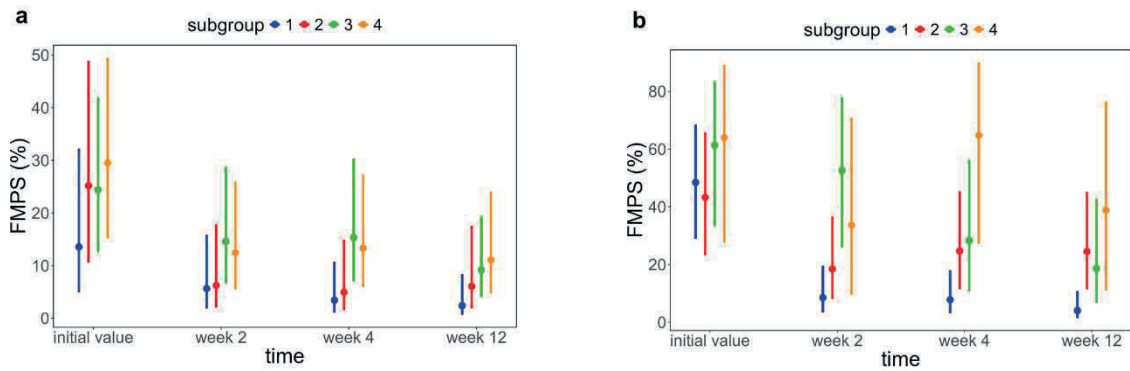 a
subgroup 1 2 3 4
50
40
30
20
10
0
FMPS (%)
initial value week 2 week 4 week 12
time
b
subgroup 1 2 3 4
80
60
40
20
0
FMPS (%)
initial value week 2 week 4 week 12
time